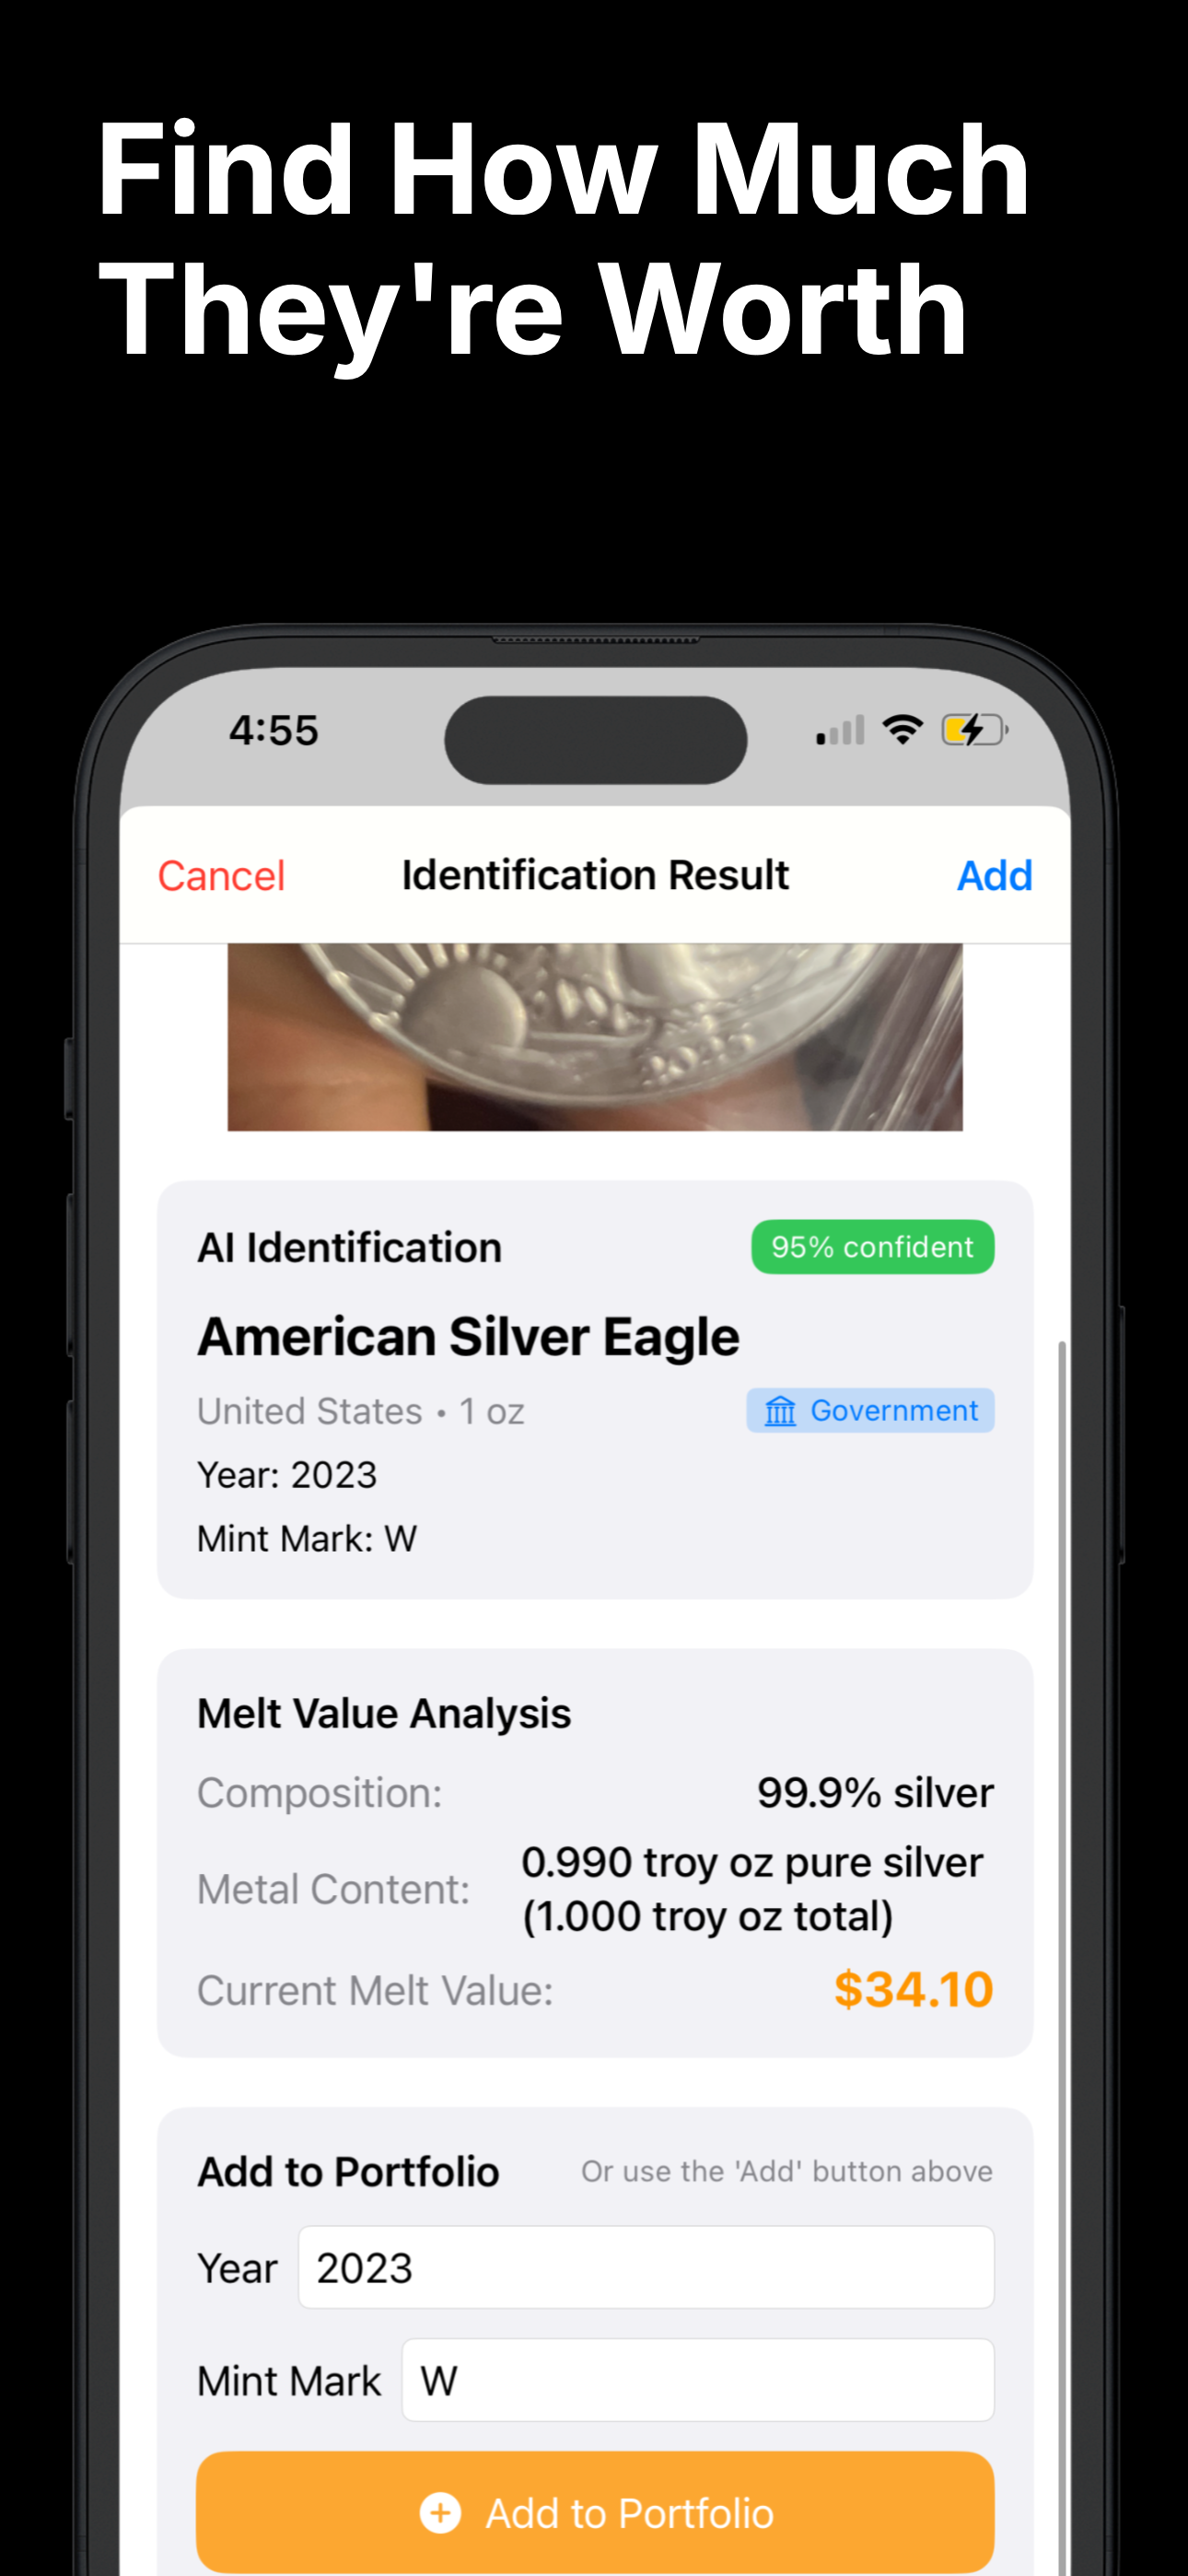 Find How Much
They're Worth
4:55
Cancel
Identification Result
Add
AI Identification
95% confident
American Silver Eagle
United States • 1 oz
Government
Year: 2023
Mint Mark: W
Melt Value Analysis
Composition:
99.9% silver
Metal Content:
0.990 troy oz pure silver
(1.000 troy oz total)
Current Melt Value:
$34.10
Add to Portfolio
Or use the 'Add' button above
Year
2023
Mint Mark
W
Add to Portfolio